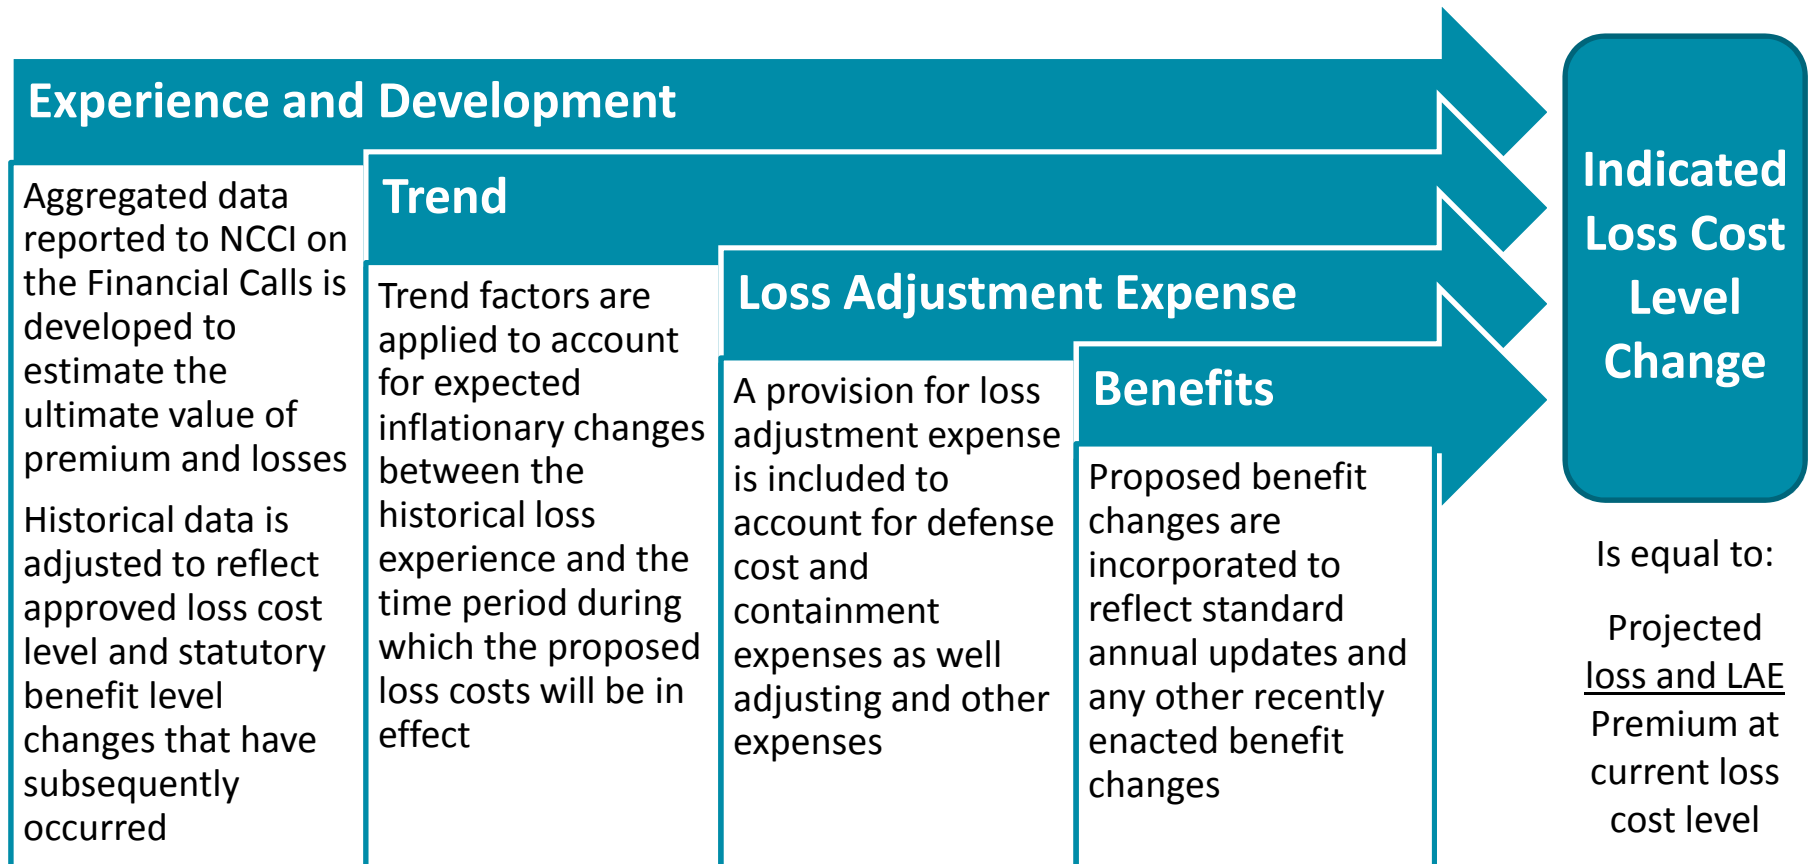 Experience and Development
Aggregated data
reported to NCCI on
the Financial Calls is
developed to
estimate the
ultimate value of
premium and losses
Historical data is
adjusted to reflect
approved loss cost
level and statutory
benefit level
changes that have
subsequently
occurred
Trend
Trend factors are
applied to account
for expected
inflationary changes
between the
historical loss
experience and the
time period during
which the proposed
loss costs will be in
effect
Loss Adjustment Expense
A provision for loss
adjustment expense
is included to
account for defense
cost and
containment
expenses as well
adjusting and other
expenses
Benefits
Proposed benefit
changes are
incorporated to
reflect standard
annual updates and
any other recently
enacted benefit
changes
Indicated
Loss Cost
Level
Change
Is equal to:
Projected
loss and LAE
Premium at
current loss
cost level